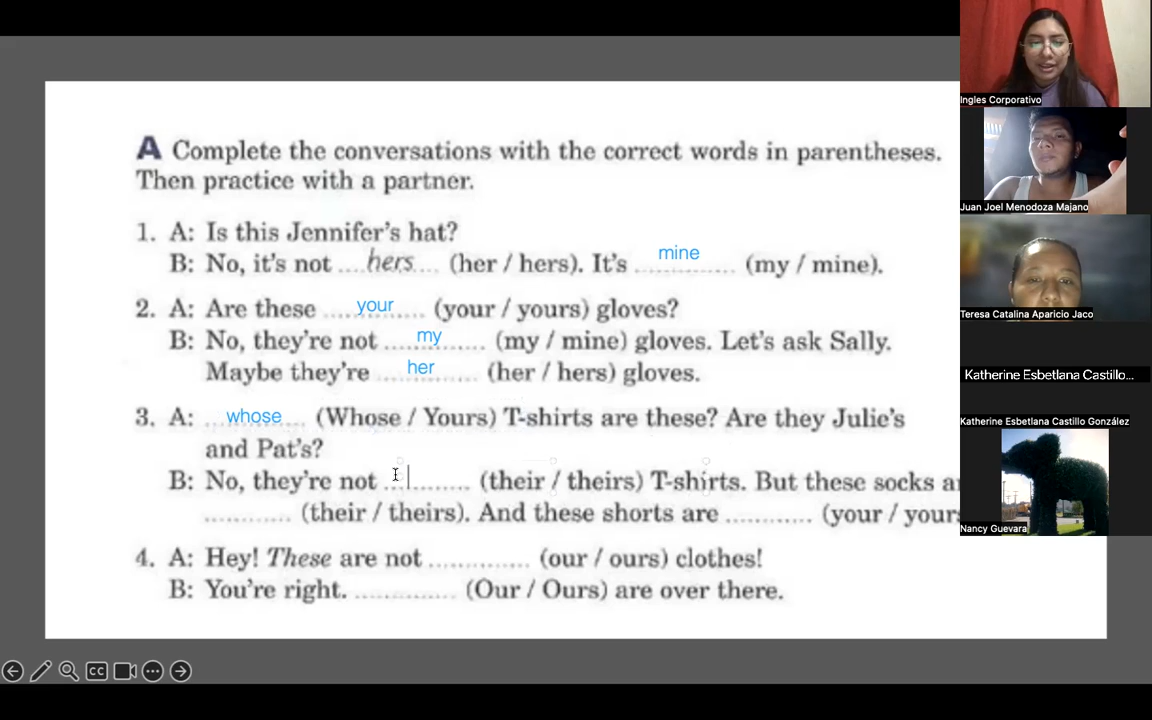 A Complete the conversations with the correct words in parentheses.
Then practice with a partner.
1. A: Is this Jennifer's hat?
B: No, it's not ....hers.... (her / hers). It's ....mine.... (my / mine).
2. A: Are these ....your.... (your / yours) gloves?
B: No, they're not ....my.... (my / mine) gloves. Let's ask Sally.
Maybe they're ....her.... (her / hers) gloves.
3. A: ....whose.... (Whose / Yours) T-shirts are these? Are they Julie's
and Pat's?
B: No, they're not ............ (their / theirs) T-shirts. But these socks
............ (their / theirs). And these shorts are ............ (your /
4. A: Hey! These are not ............ (our / ours) clothes!
B: You're right. ............ (Our / Ours) are over there.
CC
Ingles Corporativo
Juan Joel Menodoza Majano
Teresa Catalina Aparicio Jaco
Katherine Esbetlana Castillo...
Katherine Esbetlana Castillo González
Nancy Guevara